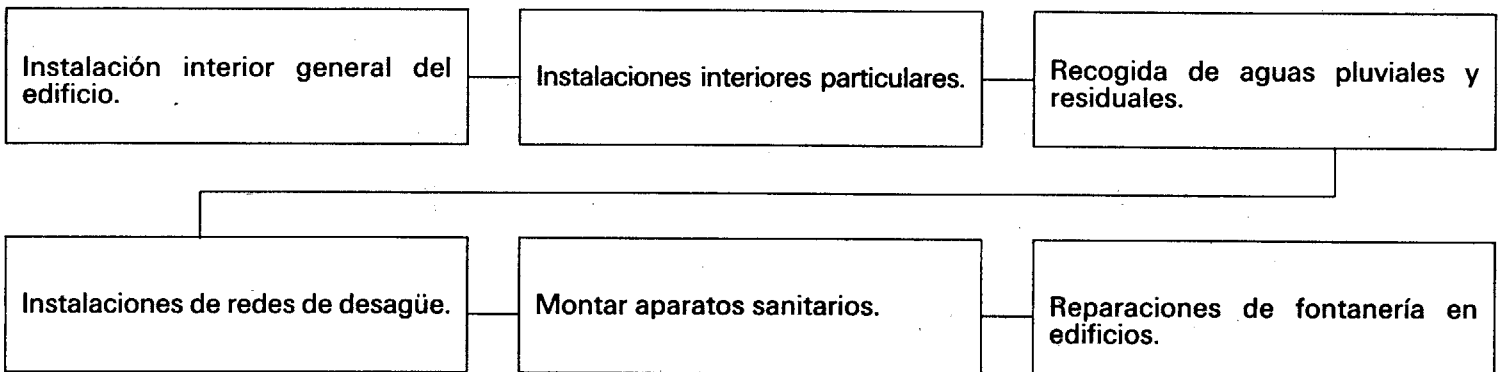 Instalación interior general del
edificio.
Instalaciones interiores particulares.
Recogida de aguas pluviales y
residuales.
Instalaciones de redes de desagüe.
Montar aparatos sanitarios.
Reparaciones de fontanería en
edificios.